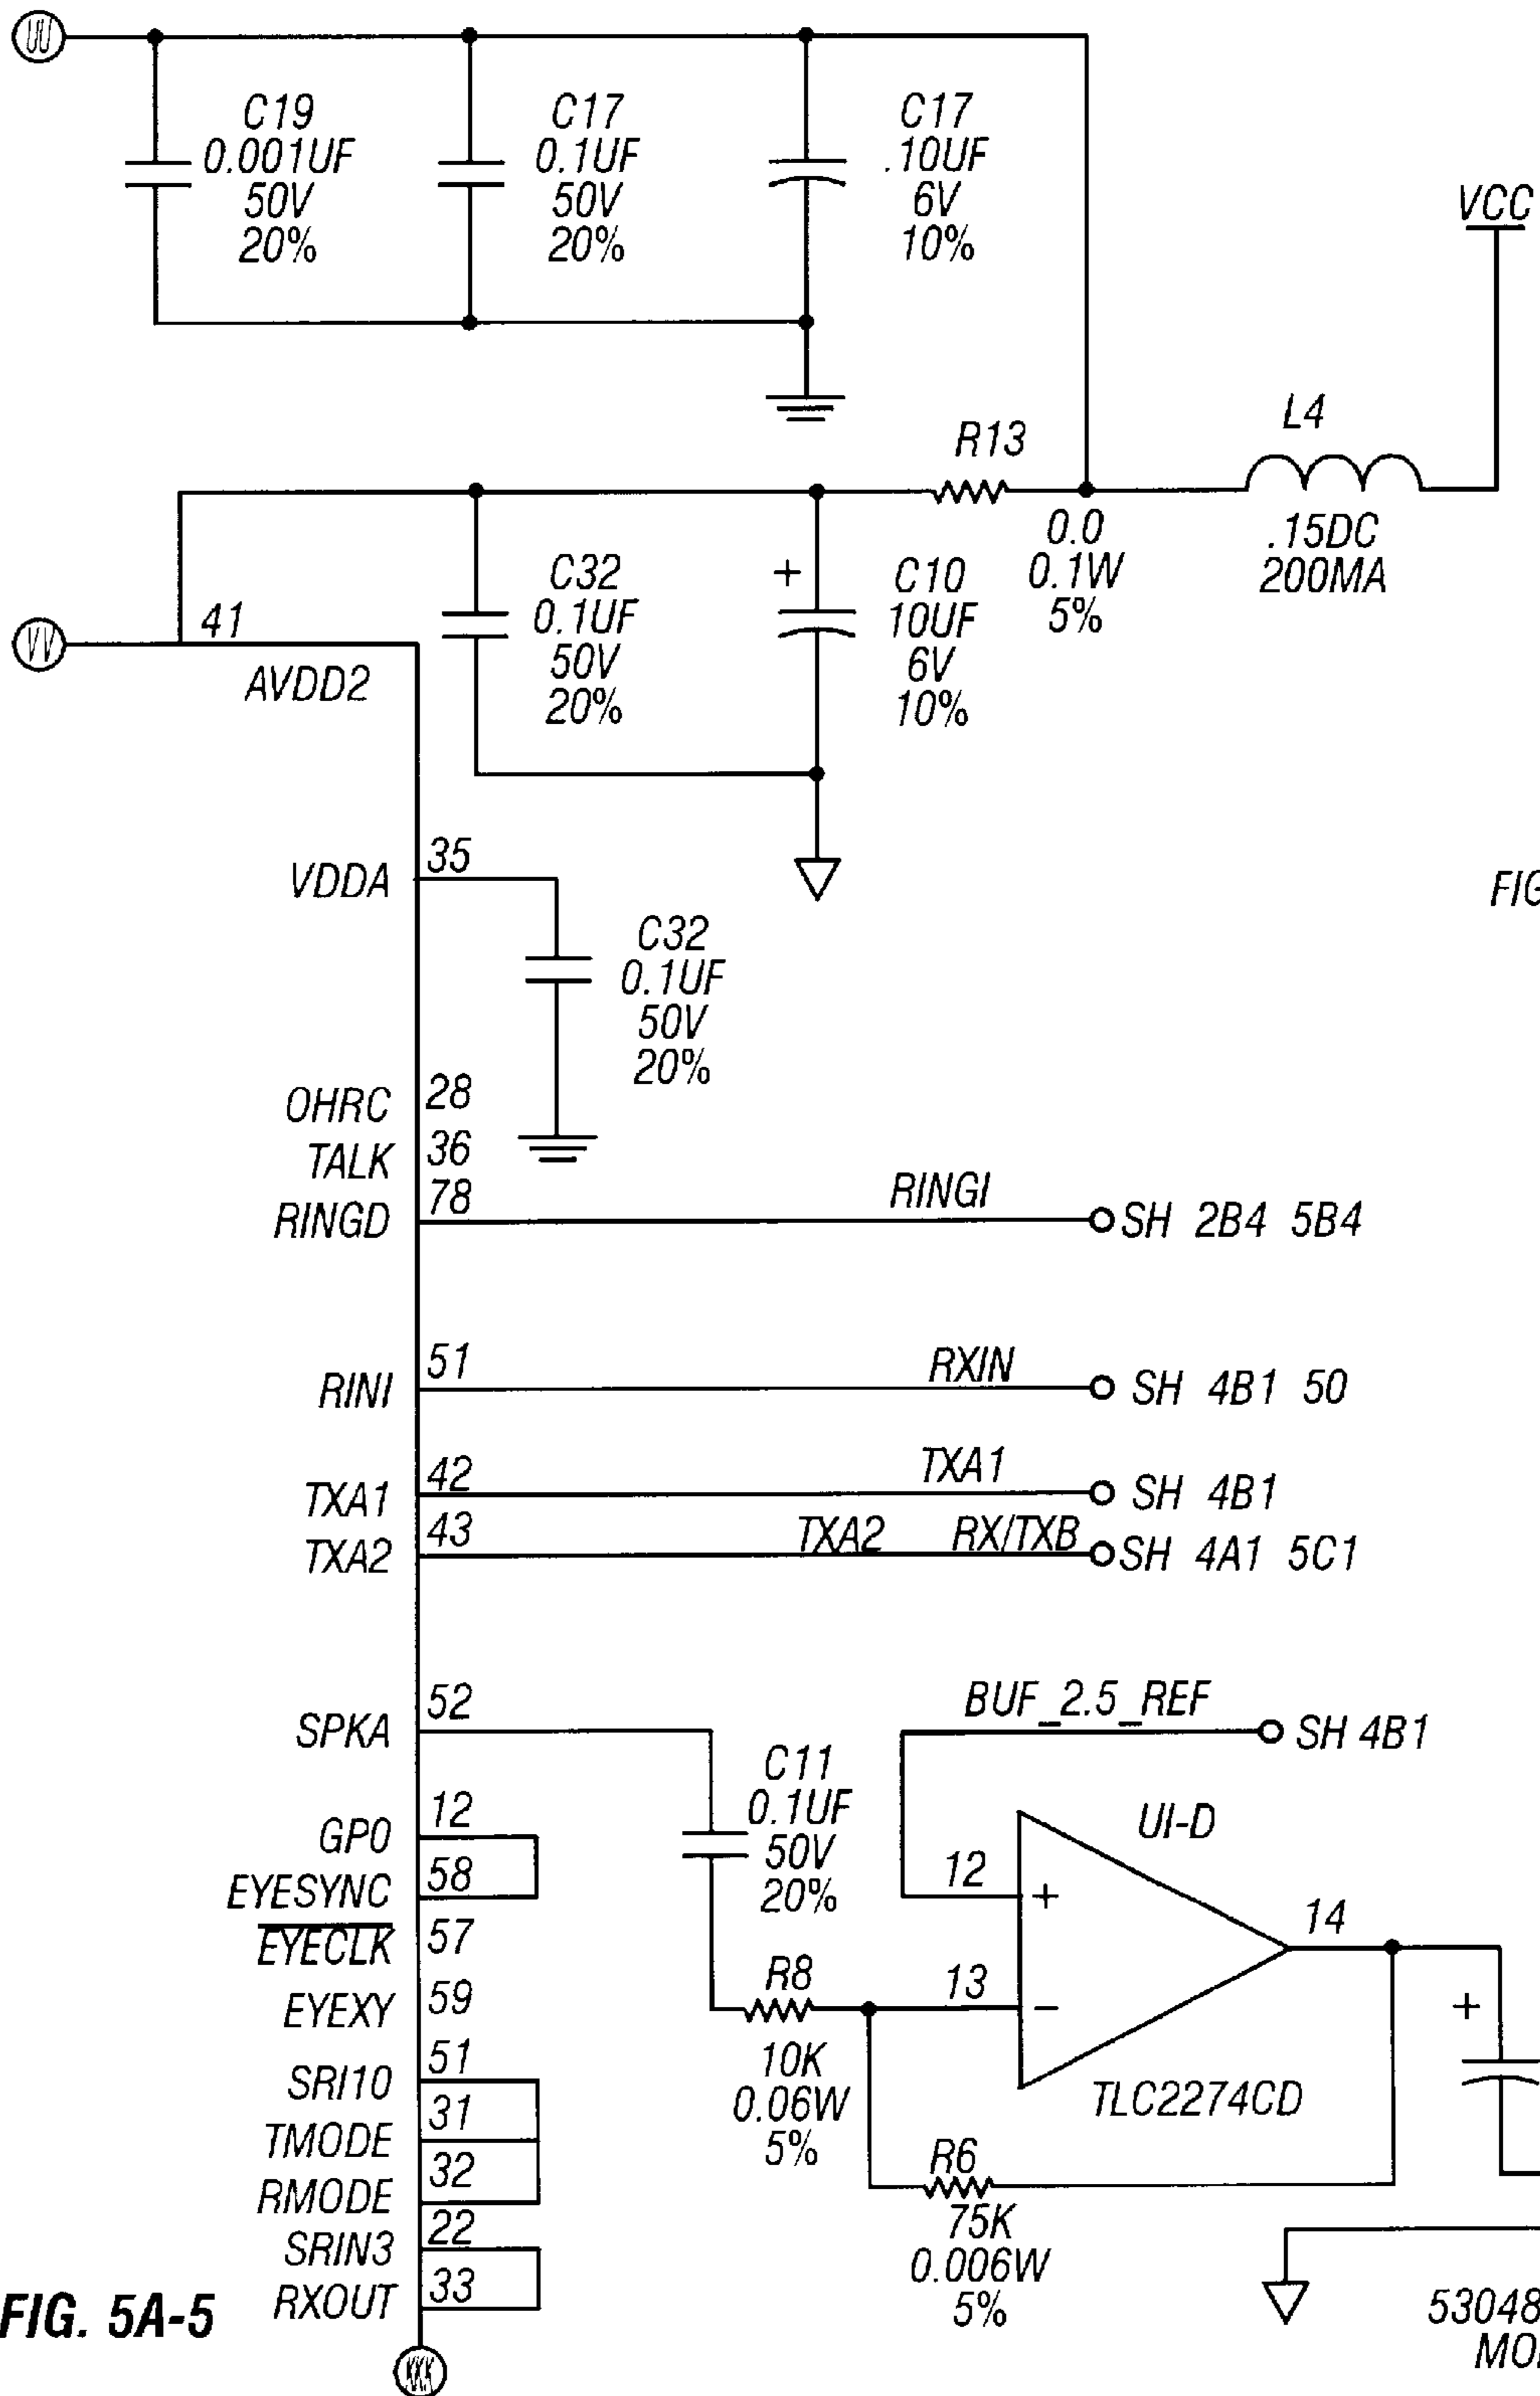 UU
C19
0.001UF
50V
20%
C17
0.1UF
50V
20%
C17
.10UF
6V
10%
VCC
R13
0.0
0.1W
5%
L4
.15DC
200MA
C32
0.1UF
50V
20%
+
C10
10UF
6V
10%
VV
41
AVDD2
VDDA
35
C32
0.1UF
50V
20%
FIG
OHRC
28
TALK
36
RINGD
78
RINGI
SH 2B4 5B4
RINI
51
RXIN
SH 4B1 50
TXA1
42
TXA1
SH 4B1
TXA2
43
TXA2
RX/TXB
SH 4A1 5C1
SPKA
52
BUF_2.5_REF
SH 4B1
C11
0.1UF
50V
20%
UI-D
12
+
13
−
14
TLC2274CD
+
GP0
12
EYESYNC
58
EYECLK
57
EYEXY
59
R8
10K
0.06W
5%
SRI10
51
TMODE
31
RMODE
32
R6
75K
0.006W
5%
SRIN3
22
RXOUT
33
53048
MO
FIG. 5A-5
KKK